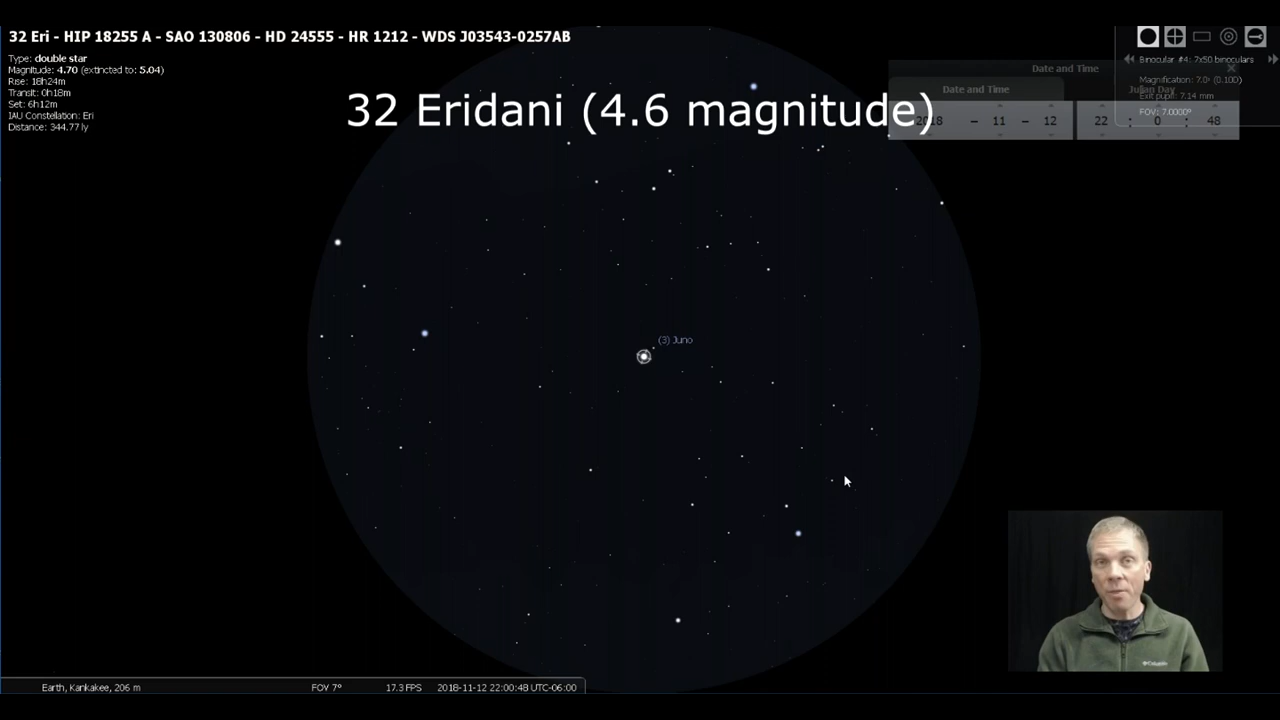 32 Eri - HIP 18255 A - SAO 130806 - HD 24555 - HR 1212 - WDS J03543-0257AB
Type: double star
Magnitude: 4.70 (extincted to: 5.04)
Rise: 18h24m
Transit: 0h18m
Set: 6h12m
IAU Constellation: Eri
Distance: 344.77 ly
32 Eridani (4.6 magnitude)
Binocular #4: 7x50 binoculars
Magnification: 7.0× (0.100)
Exit pupil: 7.14 mm
FOV: 7.0000°
Date and Time
Date and Time
Julian Day
2018 - 11 - 12 22 : 0 : 48
(3) Juno
Columbia
Earth, Kankakee, 206 m FOV 7° 17.3 FPS 2018-11-12 22:00:48 UTC-06:00